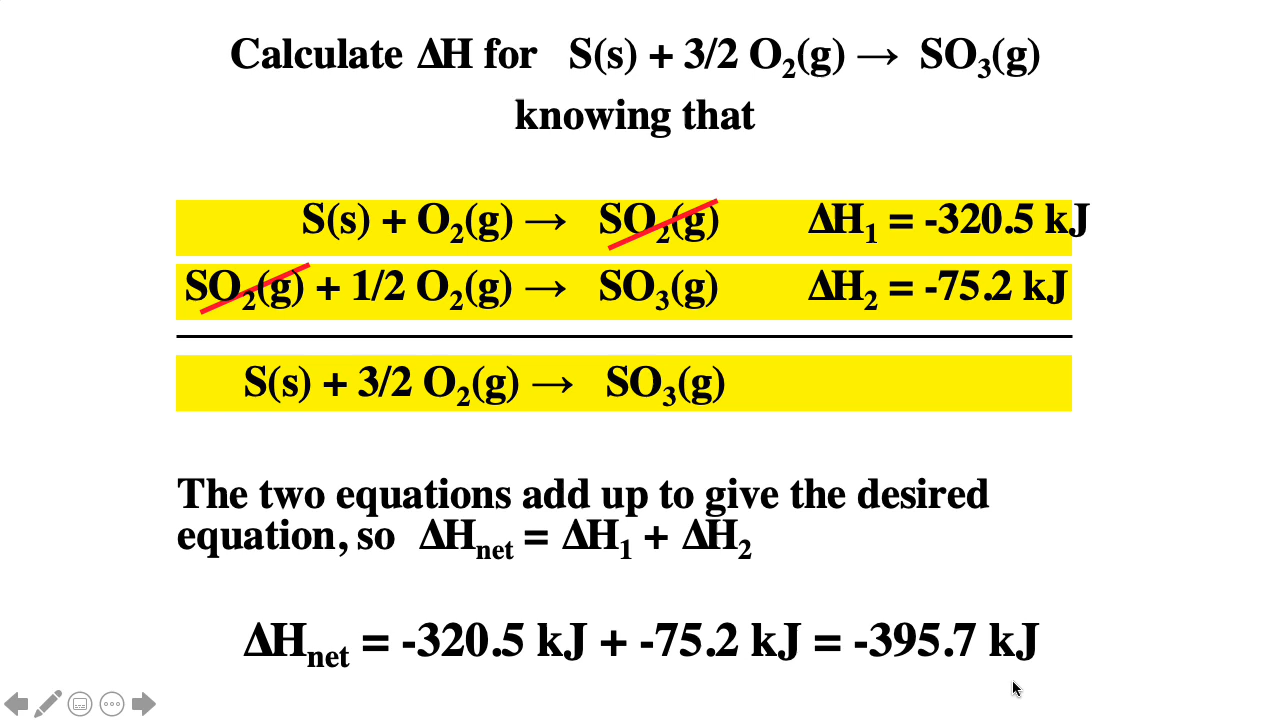 Calculate ΔH for S(s) + 3/2 O₂(g) → SO₃(g)
knowing that
S(s) + O₂(g) → SO₂(g) ΔH₁ = -320.5 kJ
SO₂(g) + 1/2 O₂(g) → SO₃(g) ΔH₂ = -75.2 kJ
S(s) + 3/2 O₂(g) → SO₃(g)
The two equations add up to give the desired
equation, so ΔHnet = ΔH₁ + ΔH₂
ΔHnet = -320.5 kJ + -75.2 kJ = -395.7 kJ